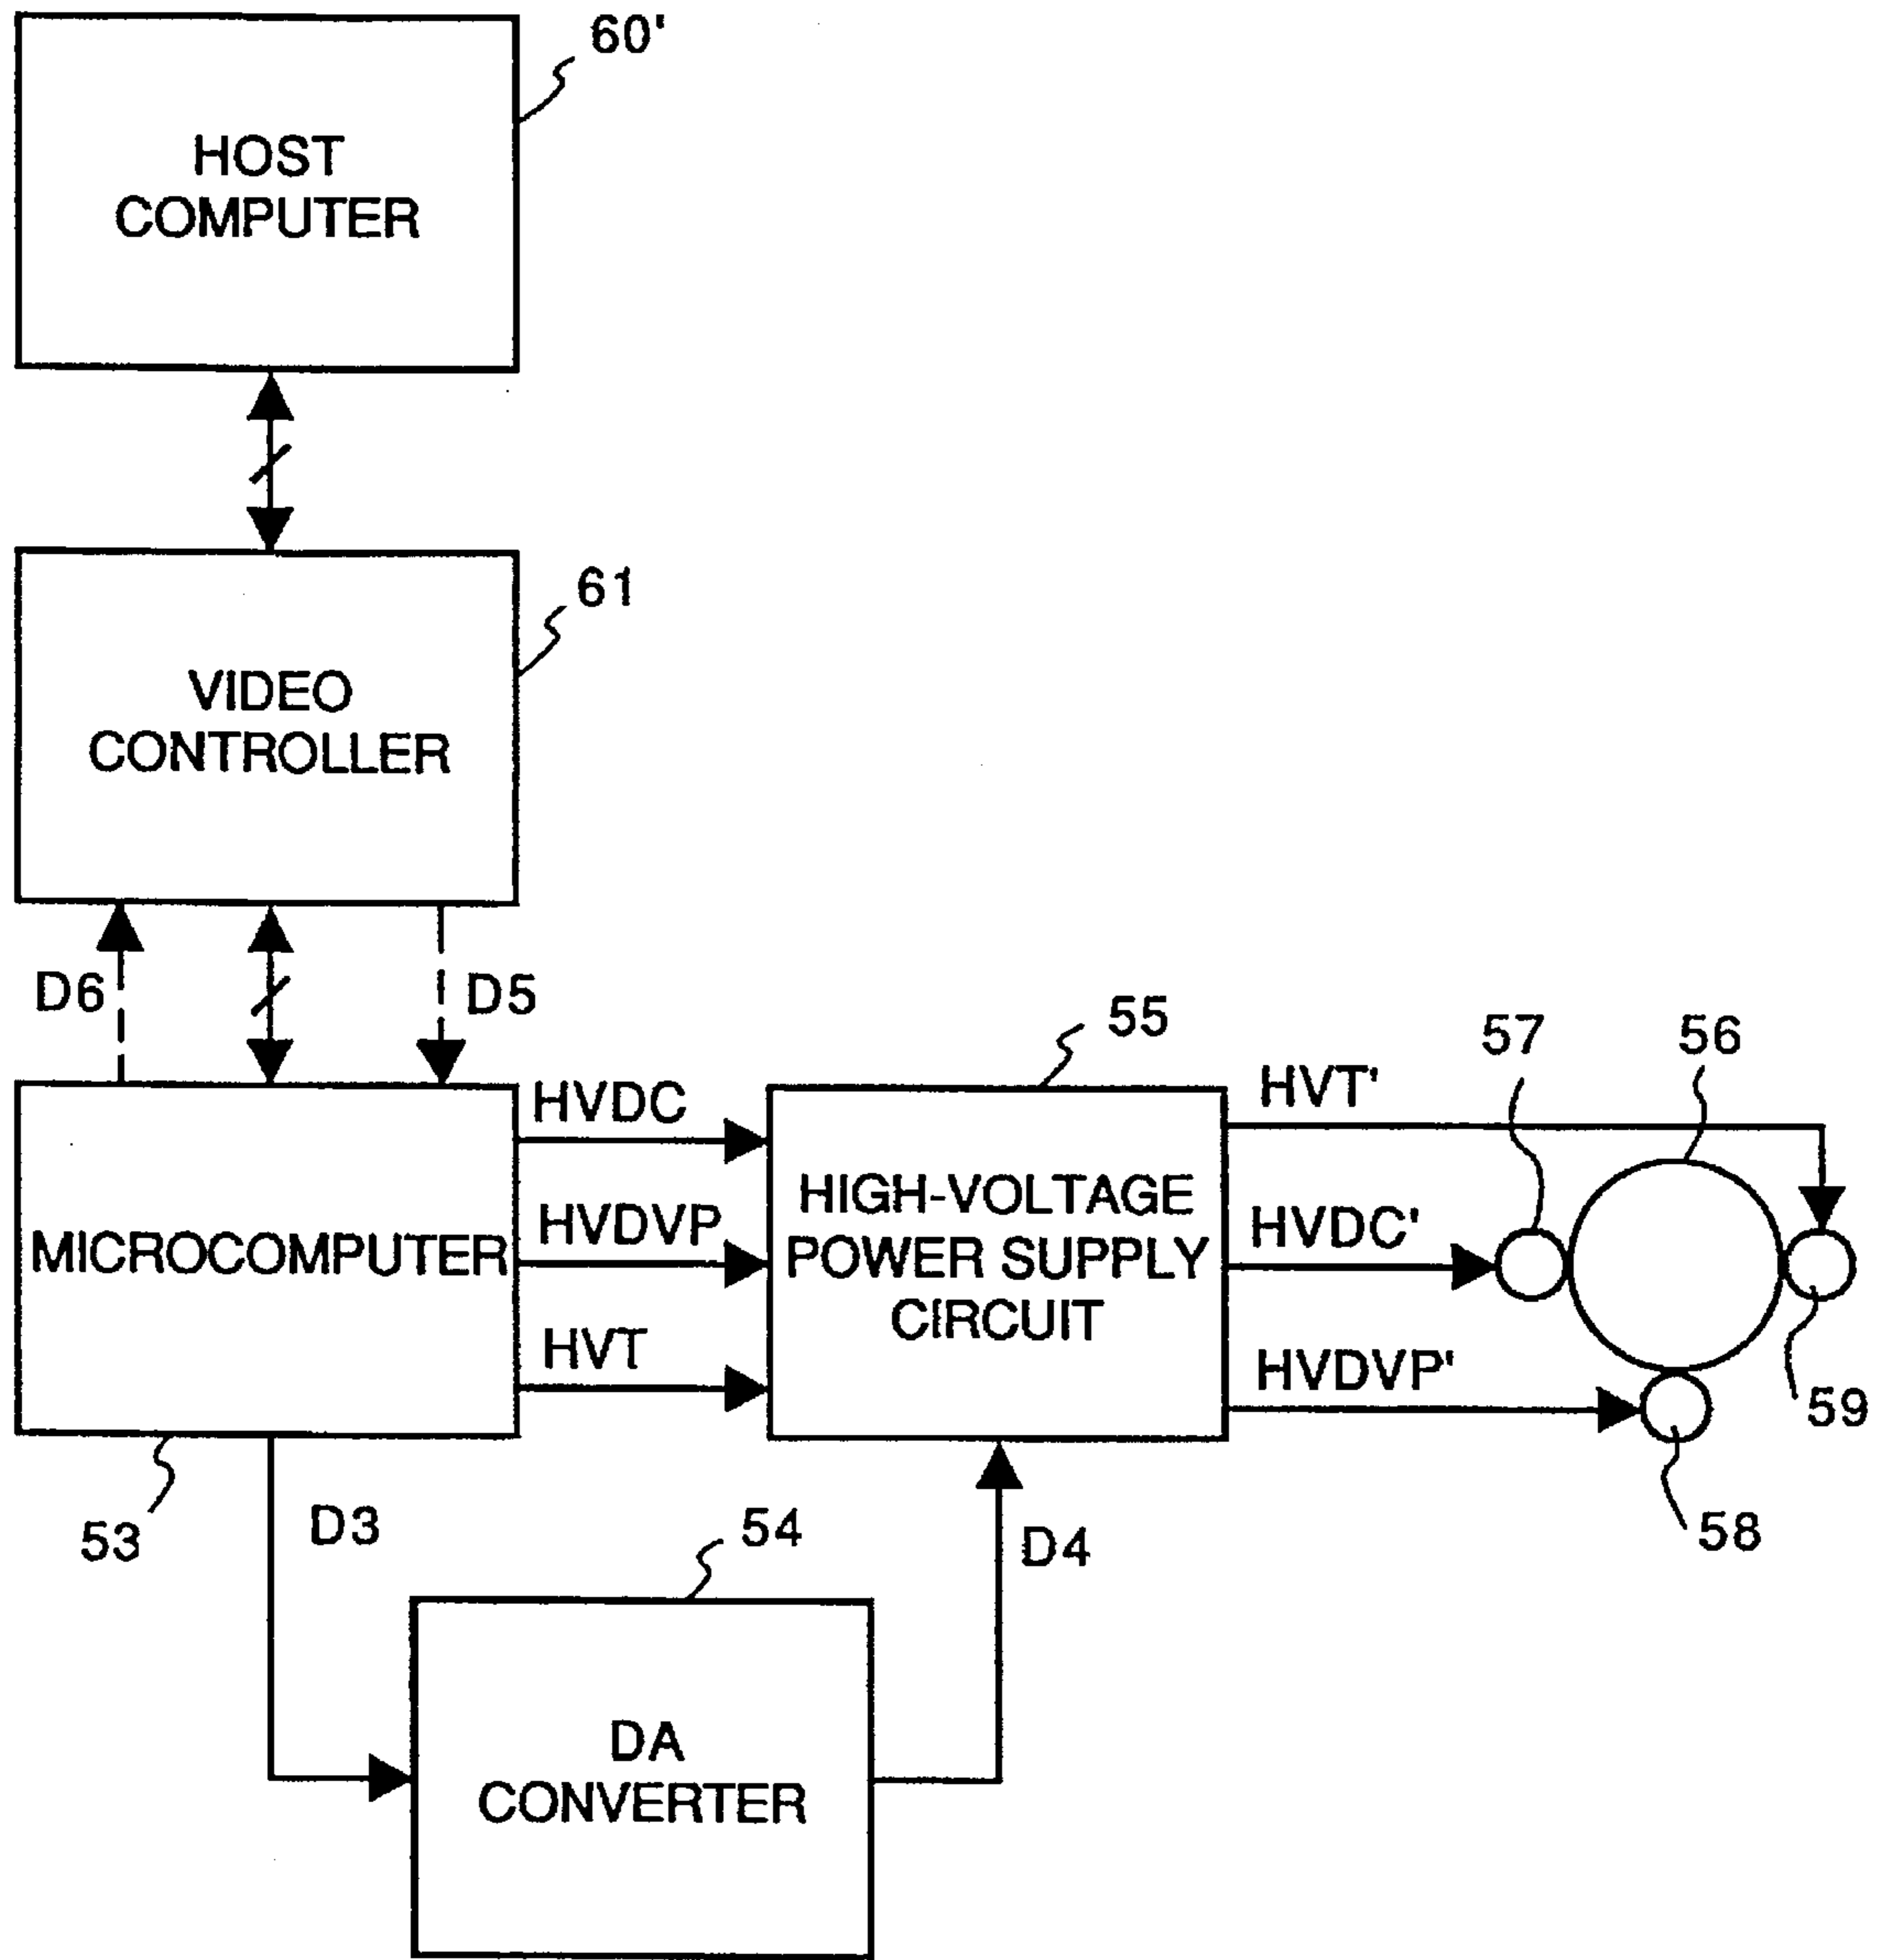 60'
HOST
COMPUTER
61
VIDEO
CONTROLLER
D6
D5
55
57
56
HVDC
HVT'
HVDVP
HIGH-VOLTAGE
POWER SUPPLY
CIRCUIT
HVDC'
MICROCOMPUTER
HVT
HVDVP'
59
53
D3
54
D4
58
DA
CONVERTER